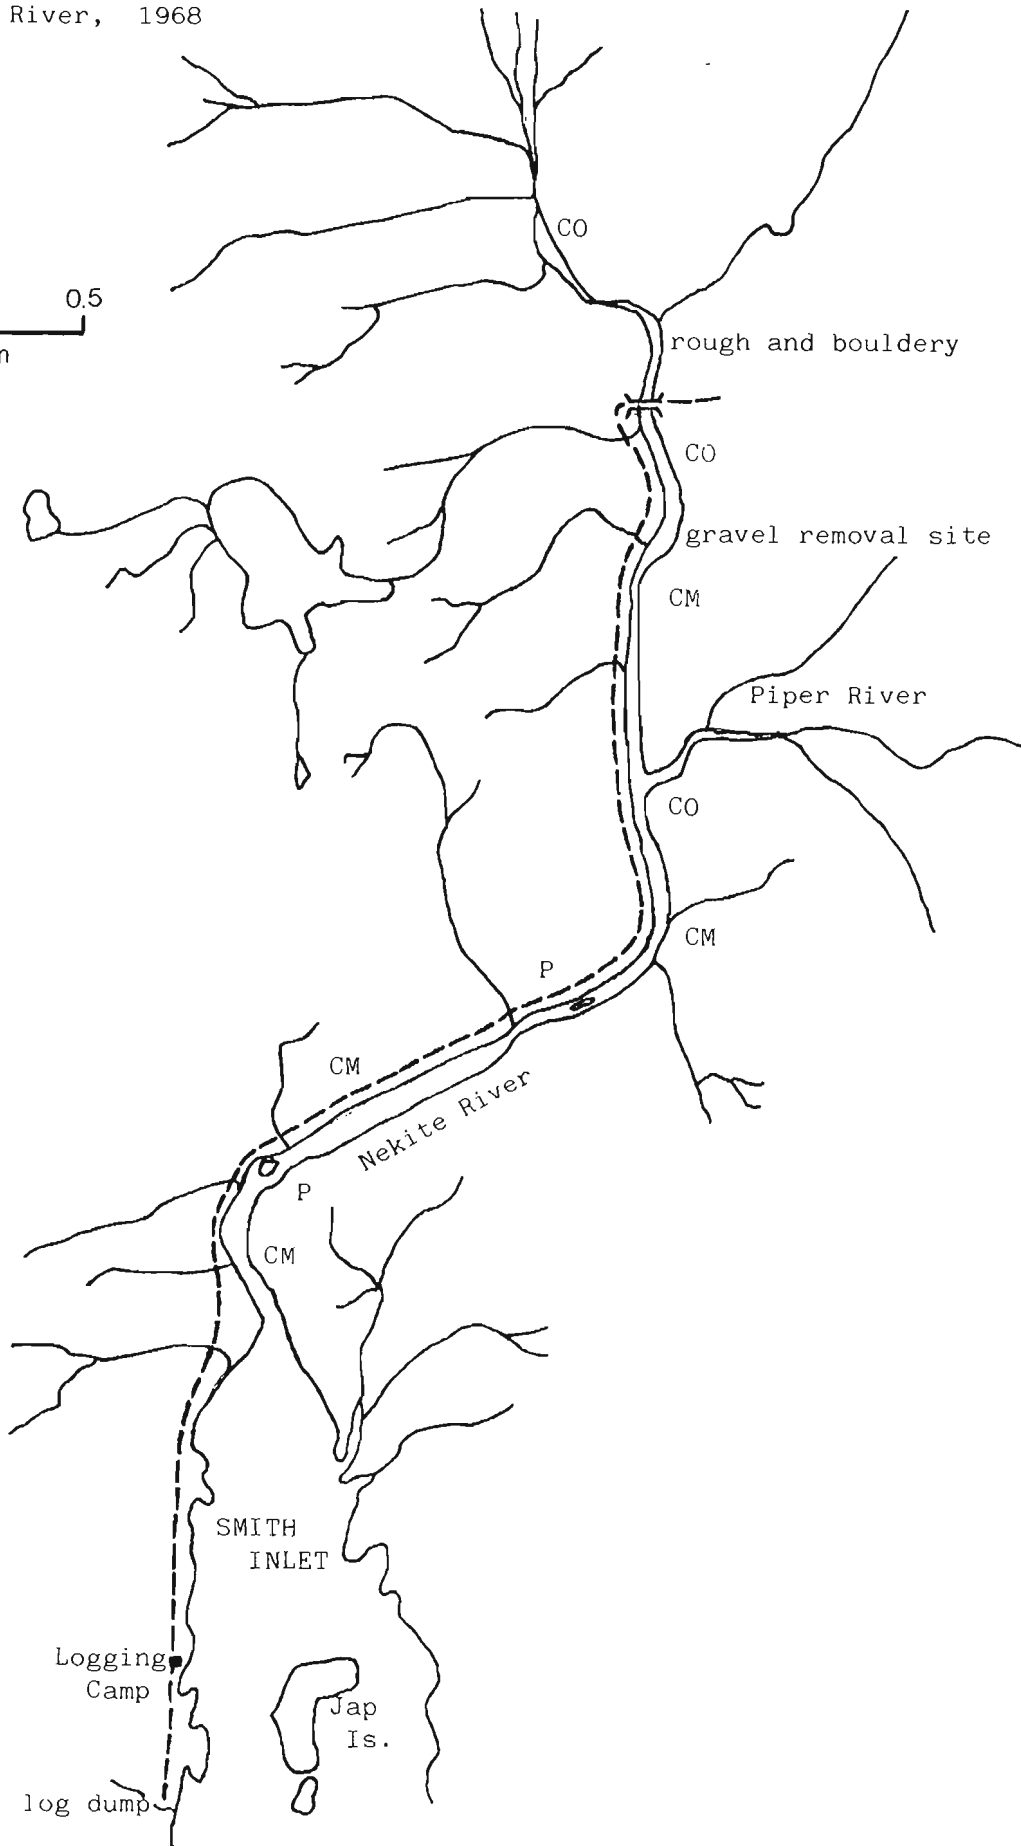 River, 1968
CO
0.5
rough and bouldery
CO
gravel removal site
CM
Piper River
CO
CM
P
CM
Nekite River
P
CM
SMITH
INLET
Logging
Camp
Jap
Is.
log dump